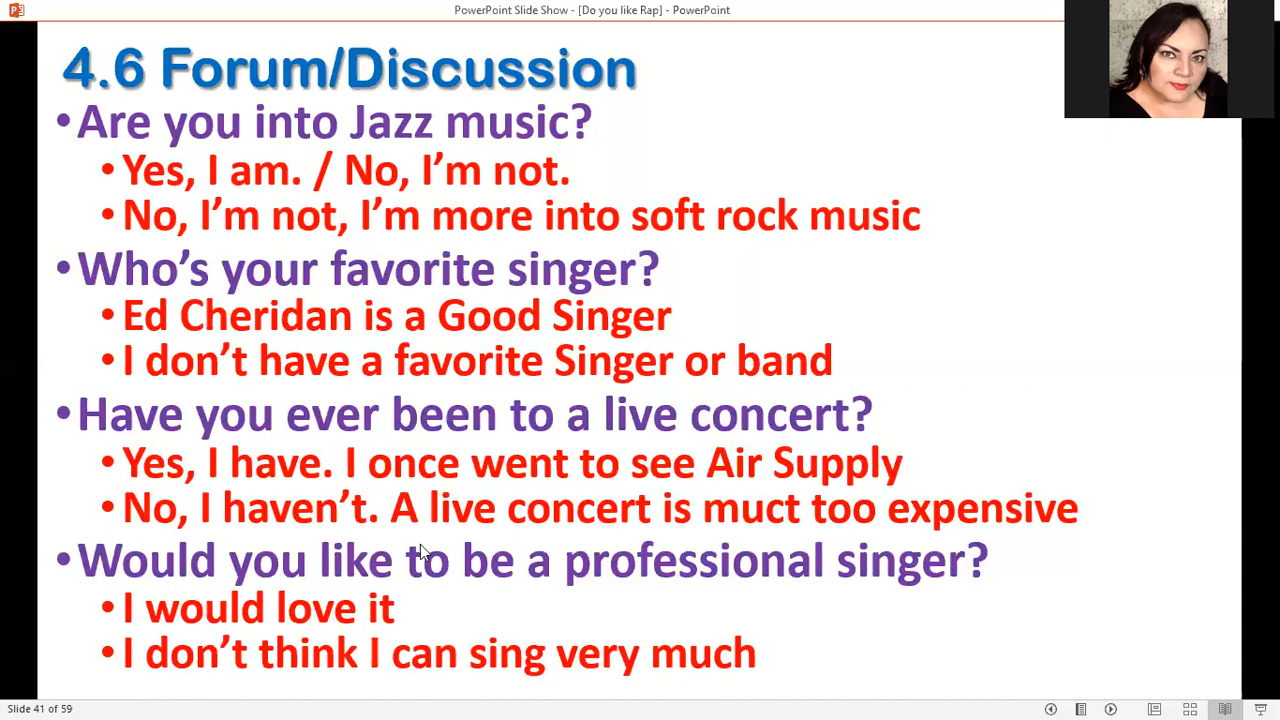 PowerPoint Slide Show - [Do you like Rap] - PowerPoint
4.6 Forum/Discussion
•Are you into Jazz music?
•Yes, I am. / No, I’m not.
•No, I’m not, I’m more into soft rock music
•Who’s your favorite singer?
•Ed Cheridan is a Good Singer
•I don’t have a favorite Singer or band
•Have you ever been to a live concert?
•Yes, I have. I once went to see Air Supply
•No, I haven’t. A live concert is muct too expensive
•Would you like to be a professional singer?
•I would love it
•I don’t think I can sing very much
Slide 41 of 59